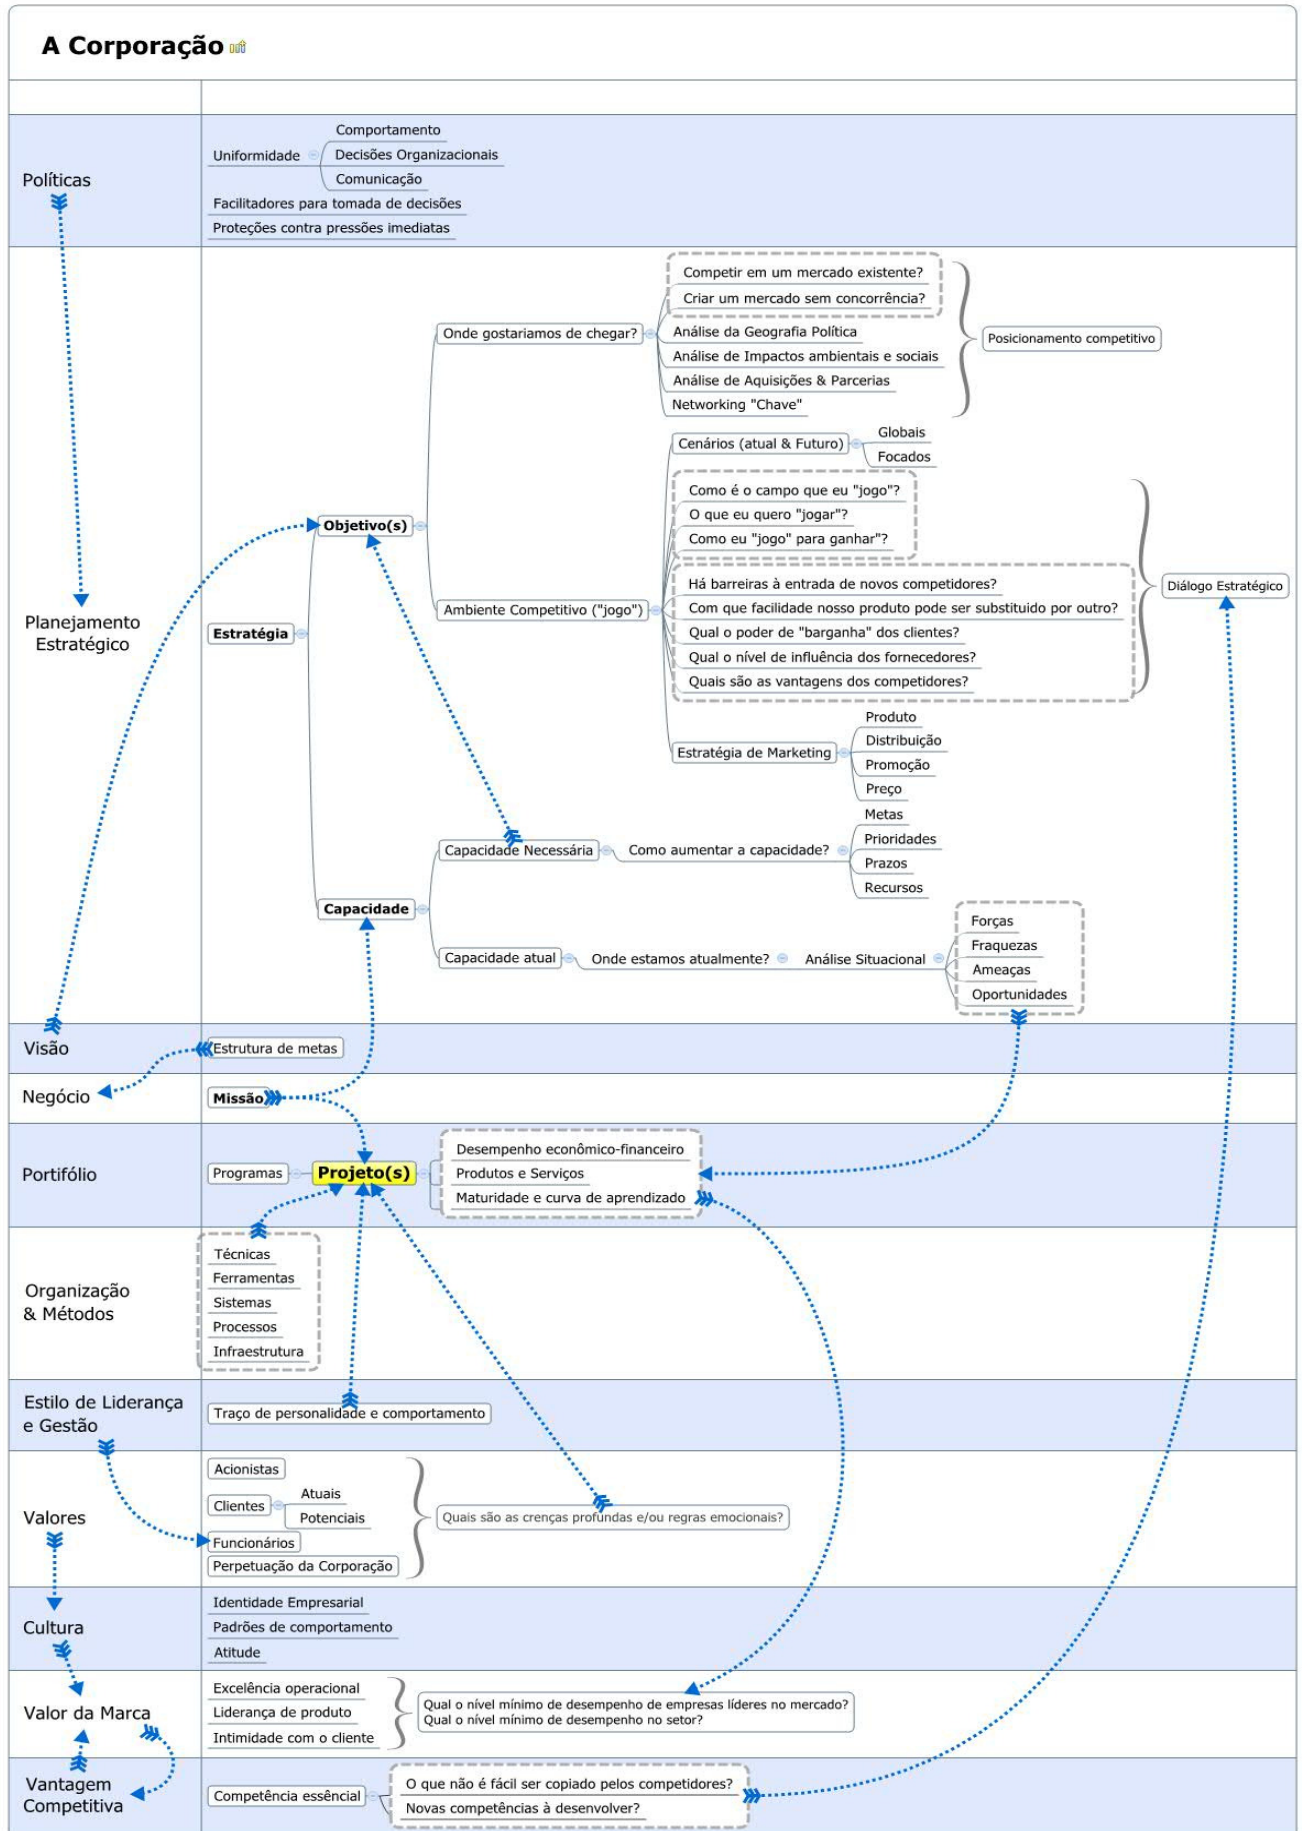 A Corporação
Políticas
Uniformidade
Comportamento
Decisões Organizacionais
Comunicação
Facilitadores para tomada de decisões
Proteções contra pressões imediatas
Planejamento
Estratégico
Estratégia
Objetivo(s)
Onde gostariamos de chegar?
Competir em um mercado existente?
Criar um mercado sem concorrência?
Análise da Geografia Política
Análise de Impactos ambientais e sociais
Análise de Aquisições & Parcerias
Networking "Chave"
Posicionamento competitivo
Ambiente Competitivo ("jogo")
Cenários (atual & Futuro)
Globais
Focados
Como é o campo que eu "jogo"?
O que eu quero "jogar"?
Como eu "jogo" para ganhar"?
Há barreiras à entrada de novos competidores?
Com que facilidade nosso produto pode ser substituido por outro?
Qual o poder de "barganha" dos clientes?
Qual o nível de influência dos fornecedores?
Quais são as vantagens dos competidores?
Diálogo Estratégico
Estratégia de Marketing
Produto
Distribuição
Promoção
Preço
Capacidade
Capacidade Necessária
Como aumentar a capacidade?
Metas
Prioridades
Prazos
Recursos
Capacidade atual
Onde estamos atualmente?
Análise Situacional
Forças
Fraquezas
Ameaças
Oportunidades
Visão
Estrutura de metas
Negócio
Missão
Portifólio
Programas
Projeto(s)
Desempenho econômico-financeiro
Produtos e Serviços
Maturidade e curva de aprendizado
Organização
& Métodos
Técnicas
Ferramentas
Sistemas
Processos
Infraestrutura
Estilo de Liderança
e Gestão
Traço de personalidade e comportamento
Valores
Acionistas
Clientes
Atuais
Potenciais
Funcionários
Perpetuação da Corporação
Quais são as crenças profundas e/ou regras emocionais?
Cultura
Identidade Empresarial
Padrões de comportamento
Atitude
Valor da Marca
Excelência operacional
Liderança de produto
Intimidade com o cliente
Qual o nível mínimo de desempenho de empresas líderes no mercado?
Qual o nível mínimo de desempenho no setor?
Vantagem
Competitiva
Competência essêncial
O que não é fácil ser copiado pelos competidores?
Novas competências à desenvolver?